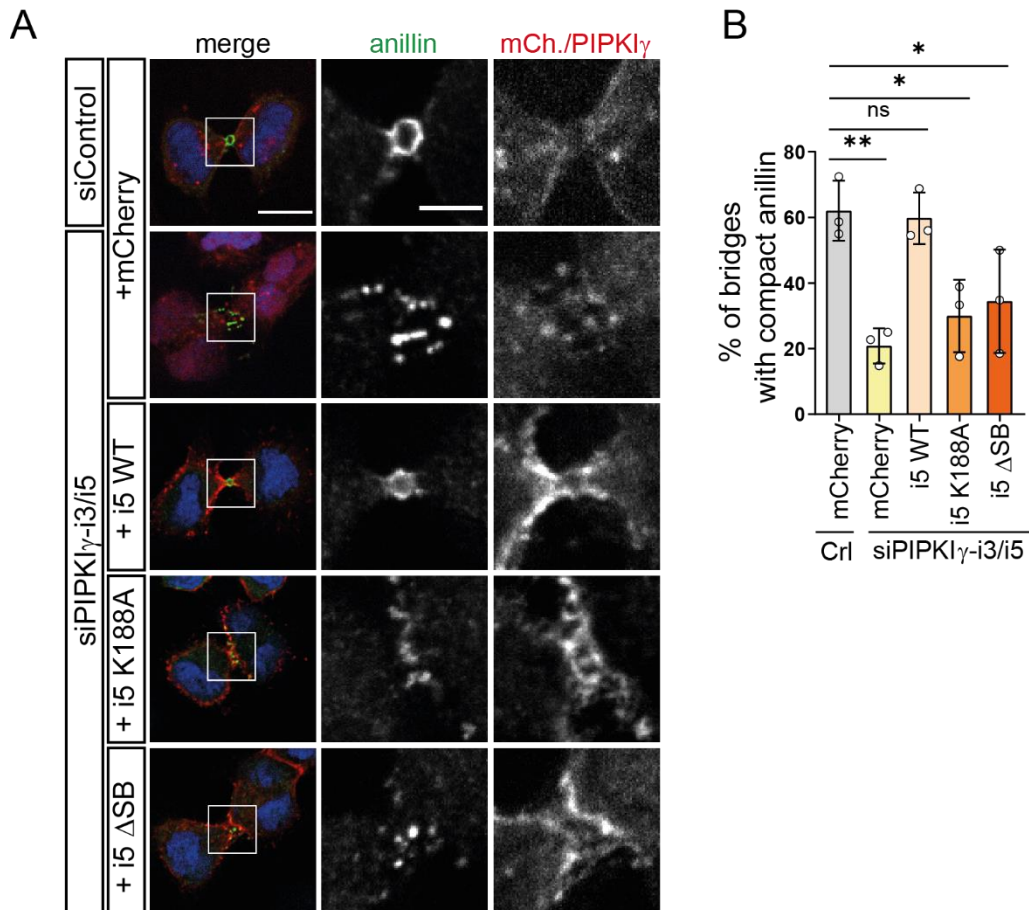 A
merge
anillin
mCh./PIPKIγ
siControl
+mCherry
siPIPKIγ-i3/i5
+ i5 WT
+ i5 K188A
+ i5 ΔSB
B
*
*
ns
**
% of bridges
with compact anillin
80
60
40
20
0
mCherry
mCherry
i5 WT
i5 K188A
i5 ΔSB
Crl
siPIPKIγ-i3/i5